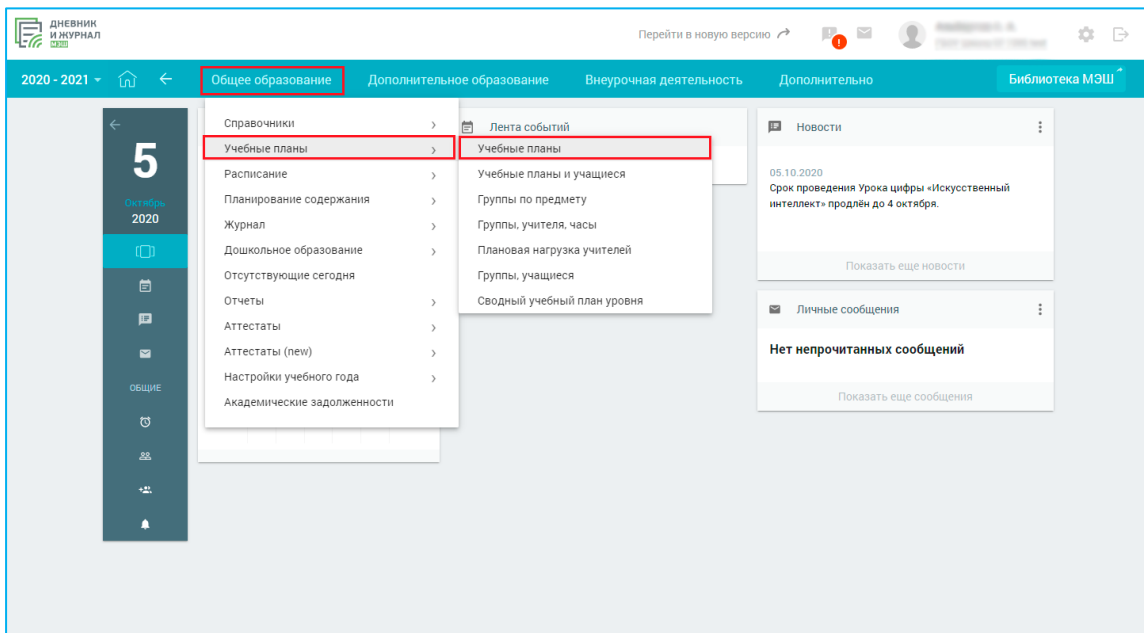 ДНЕВНИК
И ЖУРНАЛ
МЭШ
Перейти в новую версию
2020 - 2021
Общее образование
Дополнительное образование
Внеурочная деятельность
Дополнительно
Библиотека МЭШ
5
Октябрь
2020
ОБЩИЕ
Справочники
Учебные планы
Расписание
Планирование содержания
Журнал
Дошкольное образование
Отсутствующие сегодня
Отчеты
Аттестаты
Аттестаты (new)
Настройки учебного года
Академические задолженности
Лента событий
Учебные планы
Учебные планы и учащиеся
Группы по предмету
Группы, учителя, часы
Плановая нагрузка учителей
Группы, учащиеся
Сводный учебный план уровня
Новости
05.10.2020
Срок проведения Урока цифры «Искусственный
интеллект» продлён до 4 октября.
Показать еще новости
Личные сообщения
Нет непрочитанных сообщений
Показать еще сообщения